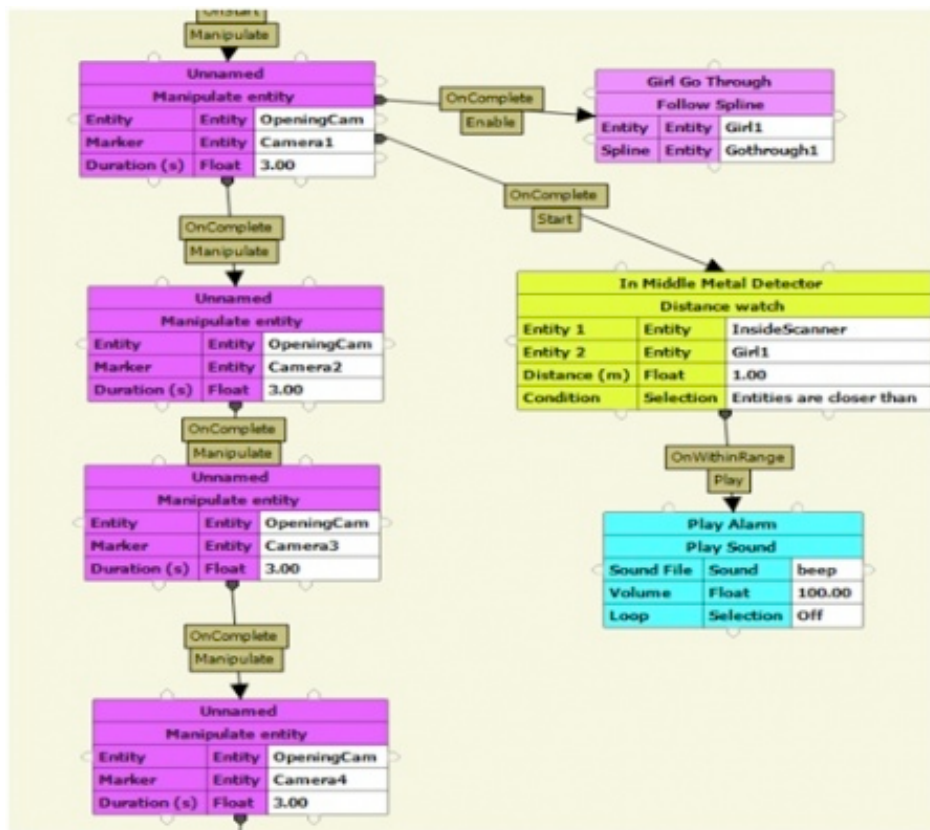 OnStart
Manipulate
Unnamed
Manipulate entity
Entity Entity OpeningCam
Marker Entity Camera1
Duration (s) Float 3.00
OnComplete
Enable
Girl Go Through
Follow Spline
Entity Entity Girl1
Spline Entity Gothrough1
OnComplete
Start
OnComplete
Manipulate
Unnamed
Manipulate entity
Entity Entity OpeningCam
Marker Entity Camera2
Duration (s) Float 3.00
In Middle Metal Detector
Distance watch
Entity 1 Entity InsideScanner
Entity 2 Entity Girl1
Distance (m) Float 1.00
Condition Selection Entities are closer than
OnComplete
Manipulate
Unnamed
Manipulate entity
Entity Entity OpeningCam
Marker Entity Camera3
Duration (s) Float 3.00
OnWithinRange
Play
Play Alarm
Play Sound
Sound File Sound beep
Volume Float 100.00
Loop Selection Off
OnComplete
Manipulate
Unnamed
Manipulate entity
Entity Entity OpeningCam
Marker Entity Camera4
Duration (s) Float 3.00